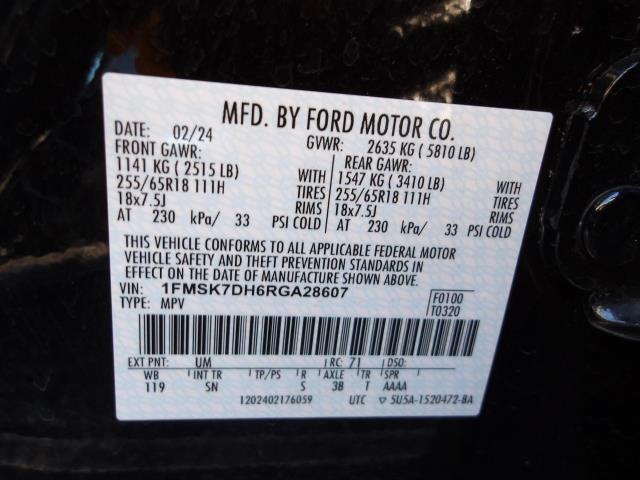 MFD. BY FORD MOTOR CO.
DATE: 02/24 GVWR: 2635 KG ( 5810 LB)
FRONT GAWR: REAR GAWR:
1141 KG ( 2515 LB) WITH 1547 KG ( 3410 LB) WITH
255/65R18 111H TIRES 255/65R18 111H TIRES
18x7.5J RIMS 18x7.5J RIMS
AT 230 kPa/ 33 PSI COLD AT 230 kPa/ 33 PSI COLD
THIS VEHICLE CONFORMS TO ALL APPLICABLE FEDERAL MOTOR
VEHICLE SAFETY AND THEFT PREVENTION STANDARDS IN
EFFECT ON THE DATE OF MANUFACTURE SHOWN ABOVE.
VIN: 1FMSK7DH6RGA28607 F0100
TYPE: MPV T0320
EXT PNT: UM RC: 71 DSO:
WB INT TR TP/PS R AXLE TR SPR
119 SN S 3B T AAAA
1202402176059 UTC ▽ 5U5A-1520472-BA